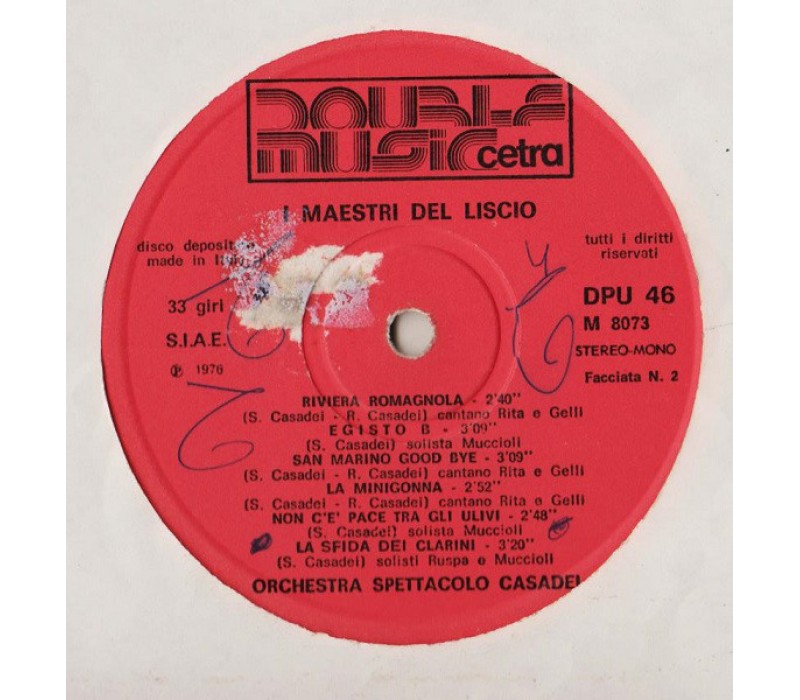 DOUBLE
MUSIC cetra
I MAESTRI DEL LISCIO
disco depositato
made in Italy
tutti i diritti
riservati
33 giri
DPU 46
M 8073
S.I.A.E.
STEREO-MONO
℗ 1976
Facciata N. 2
RIVIERA ROMAGNOLA - 2'40''
(S. Casadei - R. Casadei) cantano Rita e Gelli
EGISTO B - 3'09''
(S. Casadei) solista Muccioli
SAN MARINO GOOD BYE - 3'09''
(S. Casadei - R. Casadei) cantano Rita e Gelli
LA MINIGONNA - 2'52''
(S. Casadei - R. Casadei) cantano Rita e Gelli
NON C'E' PACE TRA GLI ULIVI - 2'48''
(S. Casadei) solista Muccioli
LA SFIDA DEI CLARINI - 3'20''
(S. Casadei) solisti Ruspa e Muccioli
ORCHESTRA SPETTACOLO CASADEI